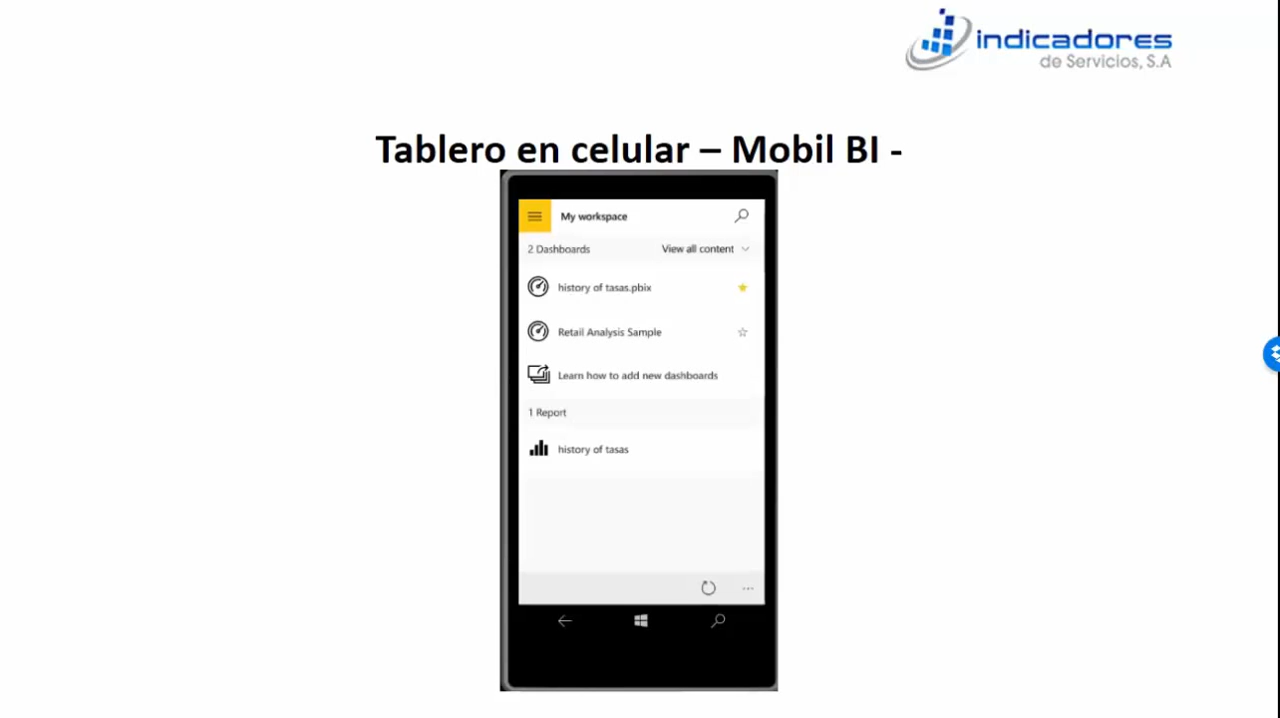 indicadores
de Servicios, S.A
Tablero en celular – Mobil BI -
My workspace
2 Dashboards View all content
history of tasas.pbix
Retail Analysis Sample
Learn how to add new dashboards
1 Report
history of tasas